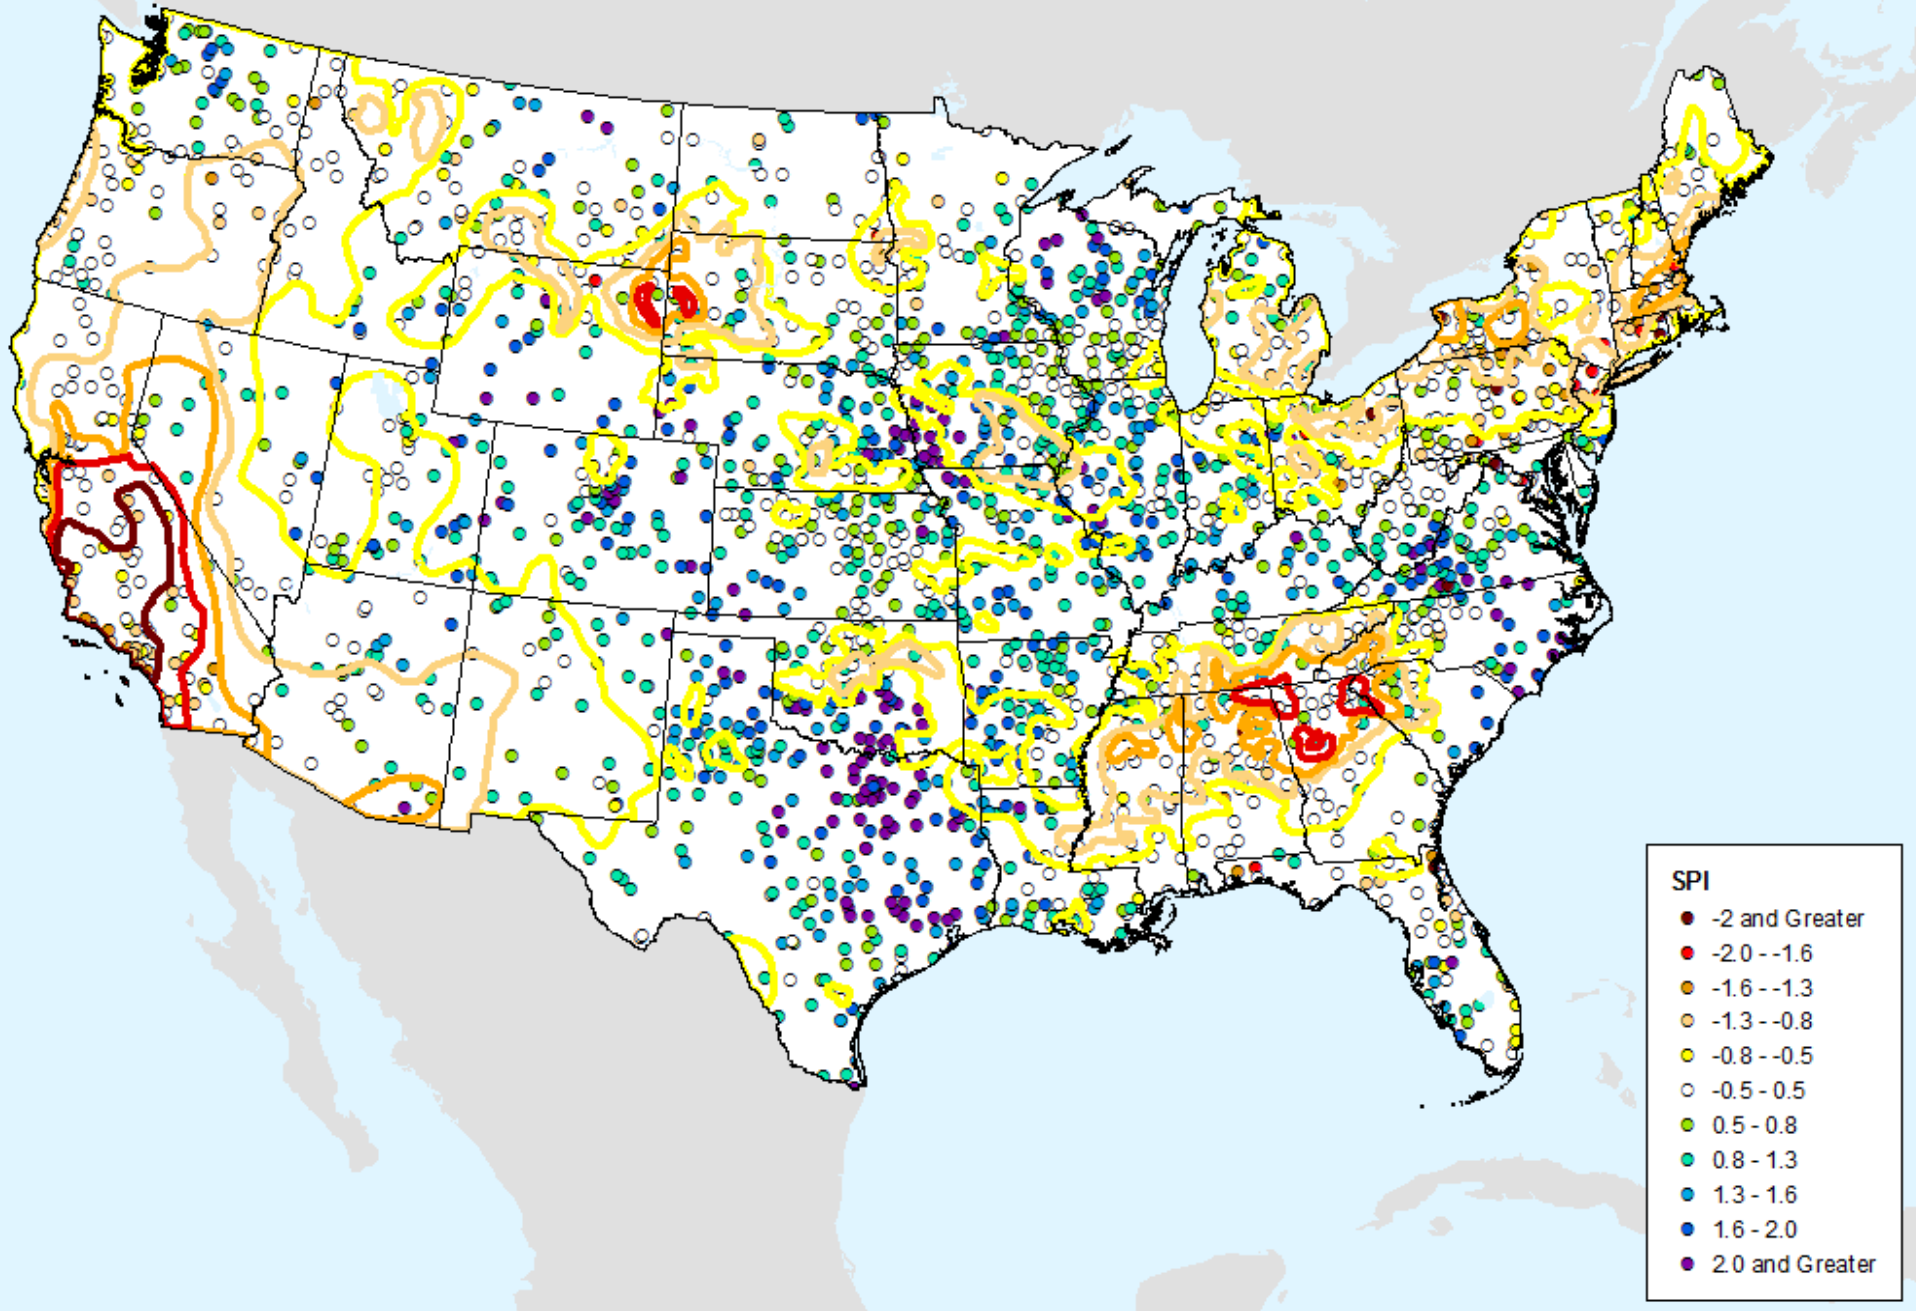 SPI
-2 and Greater
-2.0 - -1.6
-1.6 - -1.3
-1.3 - -0.8
-0.8 - -0.5
-0.5 - 0.5
0.5 - 0.8
0.8 - 1.3
1.3 - 1.6
1.6 - 2.0
2.0 and Greater